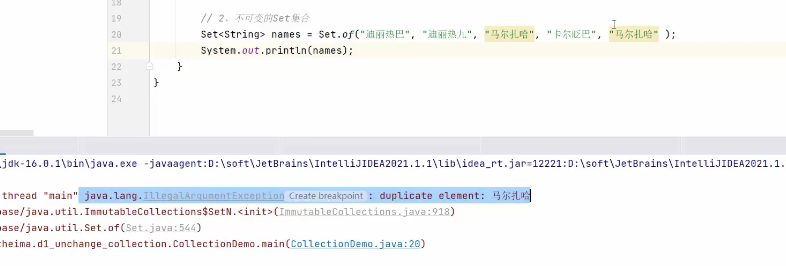 18
19 // 2、不可变的Set集合
20 Set<String> names = Set.of("迪丽热巴", "迪丽热九", "马尔扎哈", "卡尔眨巴", "马尔扎哈" );
21 System.out.println(names);
22 }
23 }
24
\jdk-16.0.1\bin\java.exe -javaagent:D:\soft\JetBrains\IntelliJIDEA2021.1.1\lib\idea_rt.jar=12221:D:\soft\JetBrains\IntelliJIDEA2021.1.
thread "main" java.lang.IllegalArgumentException Create breakpoint : duplicate element: 马尔扎哈
base/java.util.ImmutableCollections$SetN.<init>(ImmutableCollections.java:918)
base/java.util.Set.of(Set.java:544)
theima.d1_unchange_collection.CollectionDemo.main(CollectionDemo.java:20)